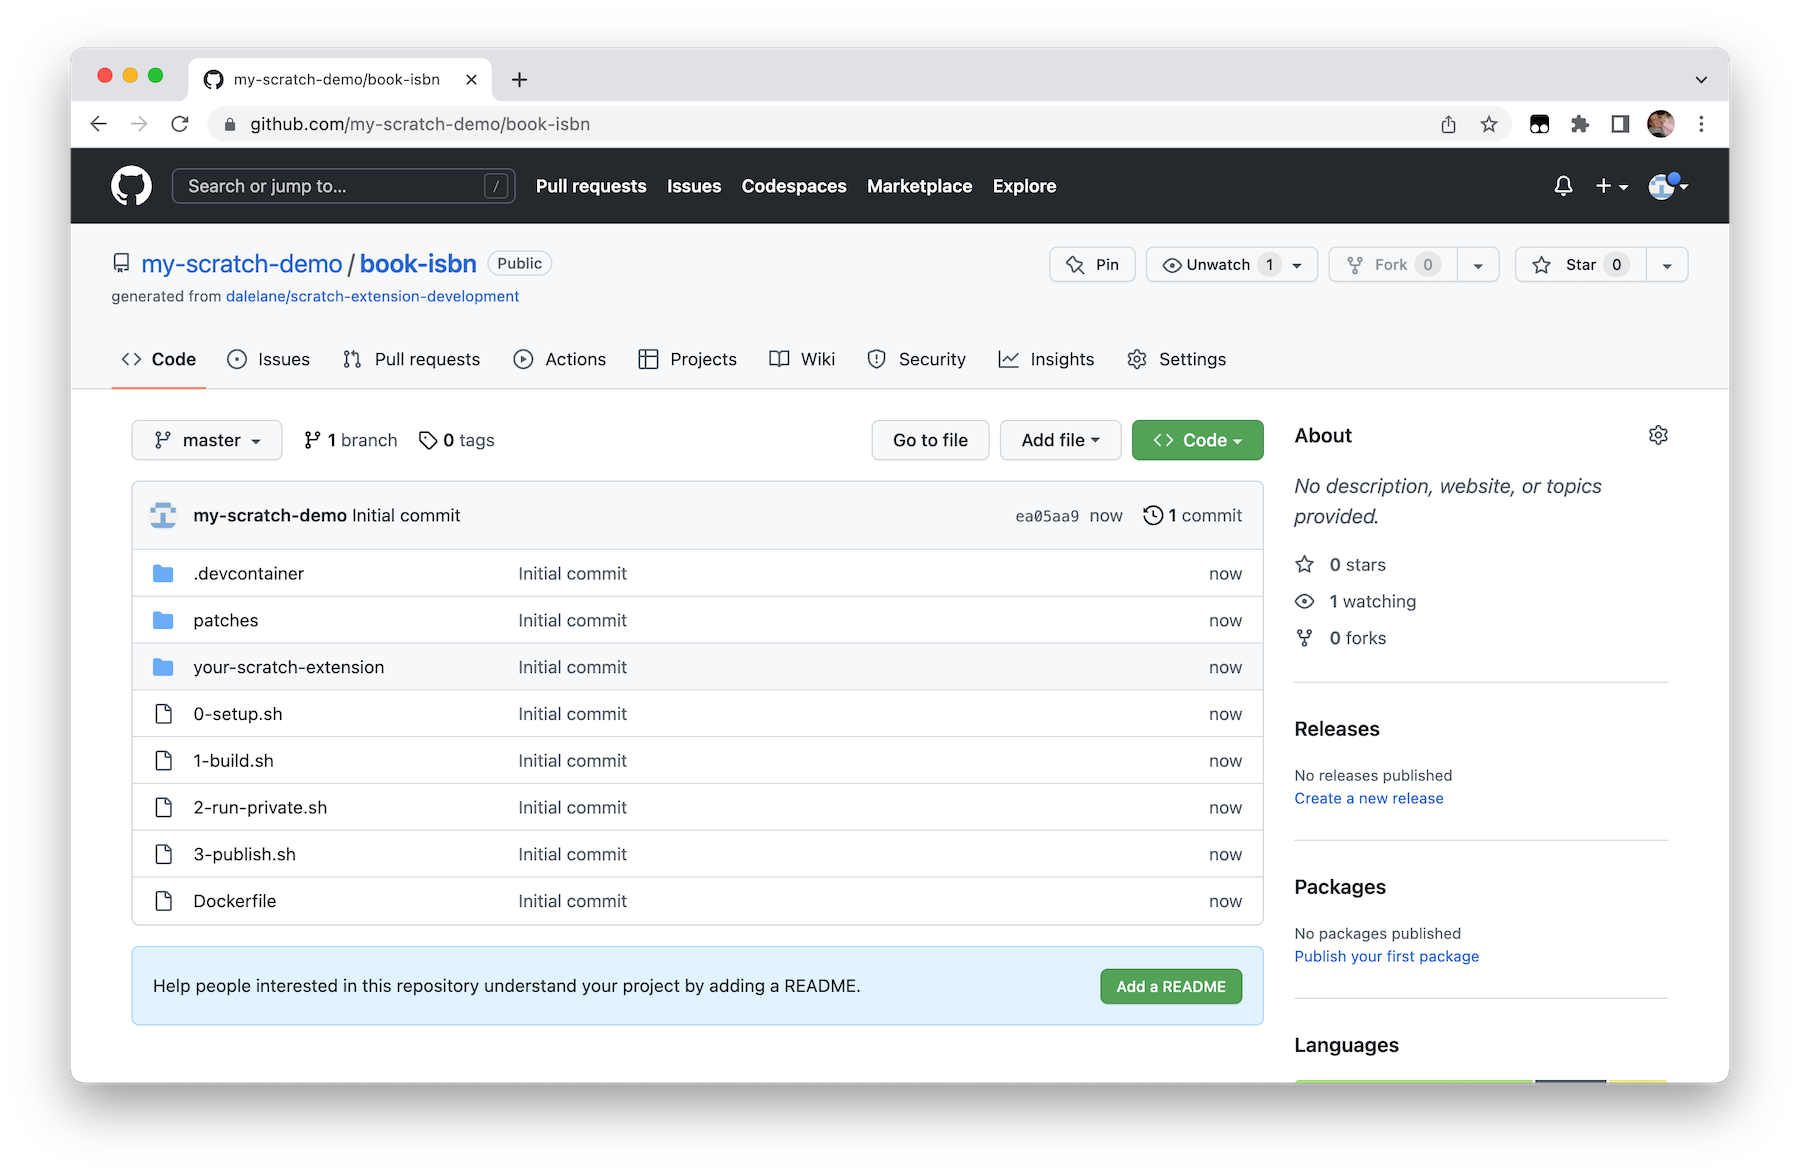 my-scratch-demo/book-isbn
github.com/my-scratch-demo/book-isbn
Search or jump to... /
Pull requests Issues Codespaces Marketplace Explore
my-scratch-demo / book-isbn Public
Pin Unwatch 1 Fork 0 Star 0
generated from dalelane/scratch-extension-development
Code Issues Pull requests Actions Projects Wiki Security Insights Settings
master 1 branch 0 tags Go to file Add file Code
my-scratch-demo Initial commit ea05aa9 now 1 commit
.devcontainer Initial commit now
patches Initial commit now
your-scratch-extension Initial commit now
0-setup.sh Initial commit now
1-build.sh Initial commit now
2-run-private.sh Initial commit now
3-publish.sh Initial commit now
Dockerfile Initial commit now
Help people interested in this repository understand your project by adding a README. Add a README
About
No description, website, or topics
provided.
0 stars
1 watching
0 forks
Releases
No releases published
Create a new release
Packages
No packages published
Publish your first package
Languages